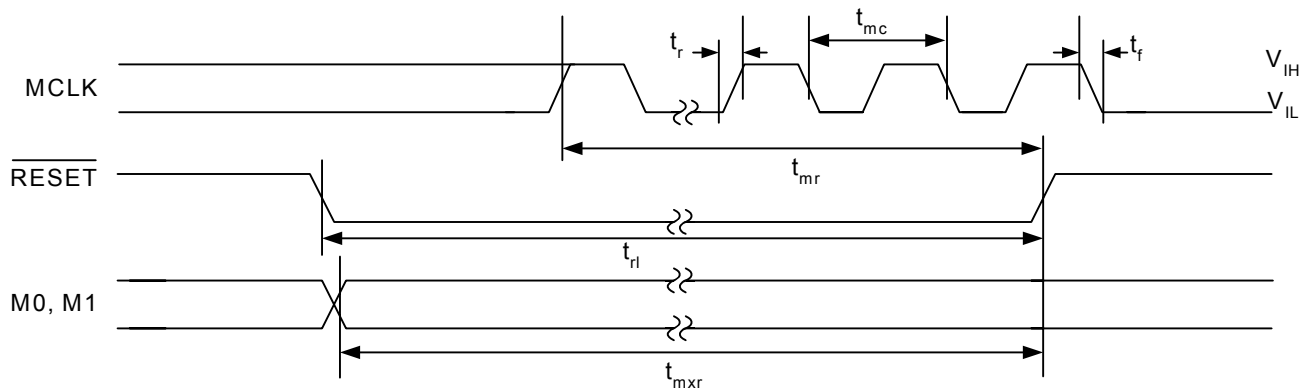 t_mc
t_r
t_f
MCLK
V_IH
V_IL
t_mr
RESET
t_rl
M0, M1
t_mxr